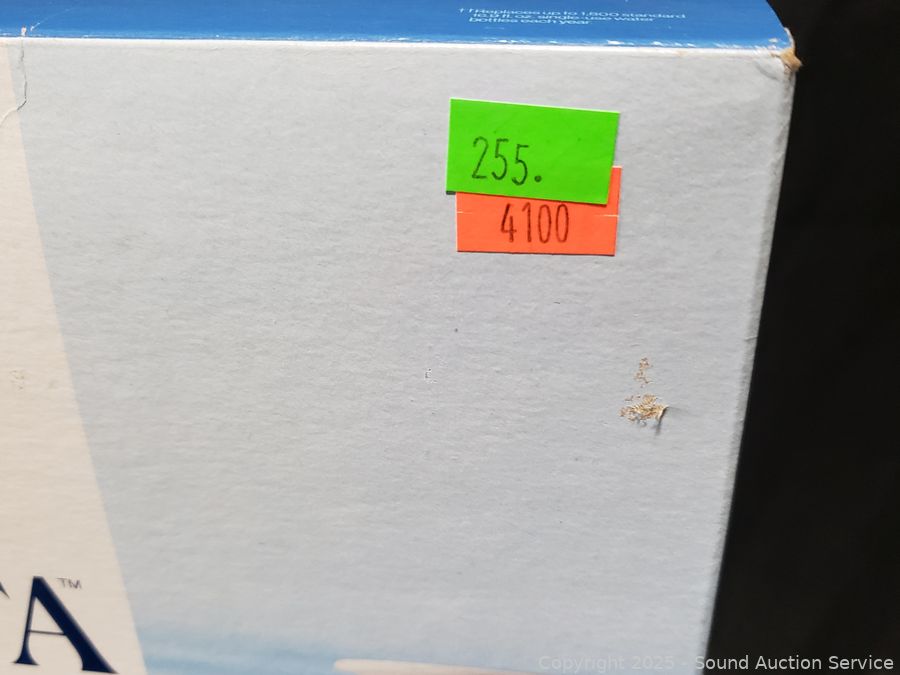 ††Replaces up to 1,800 standard
16.9 fl. oz. single-use water
bottles each year
255.
4100
TA™
Copyright 2025 - Sound Auction Service